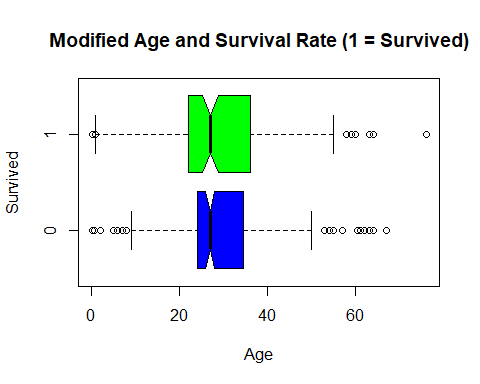 Modified Age and Survival Rate (1 = Survived)
1
Survived
0
0 20 40 60
Age